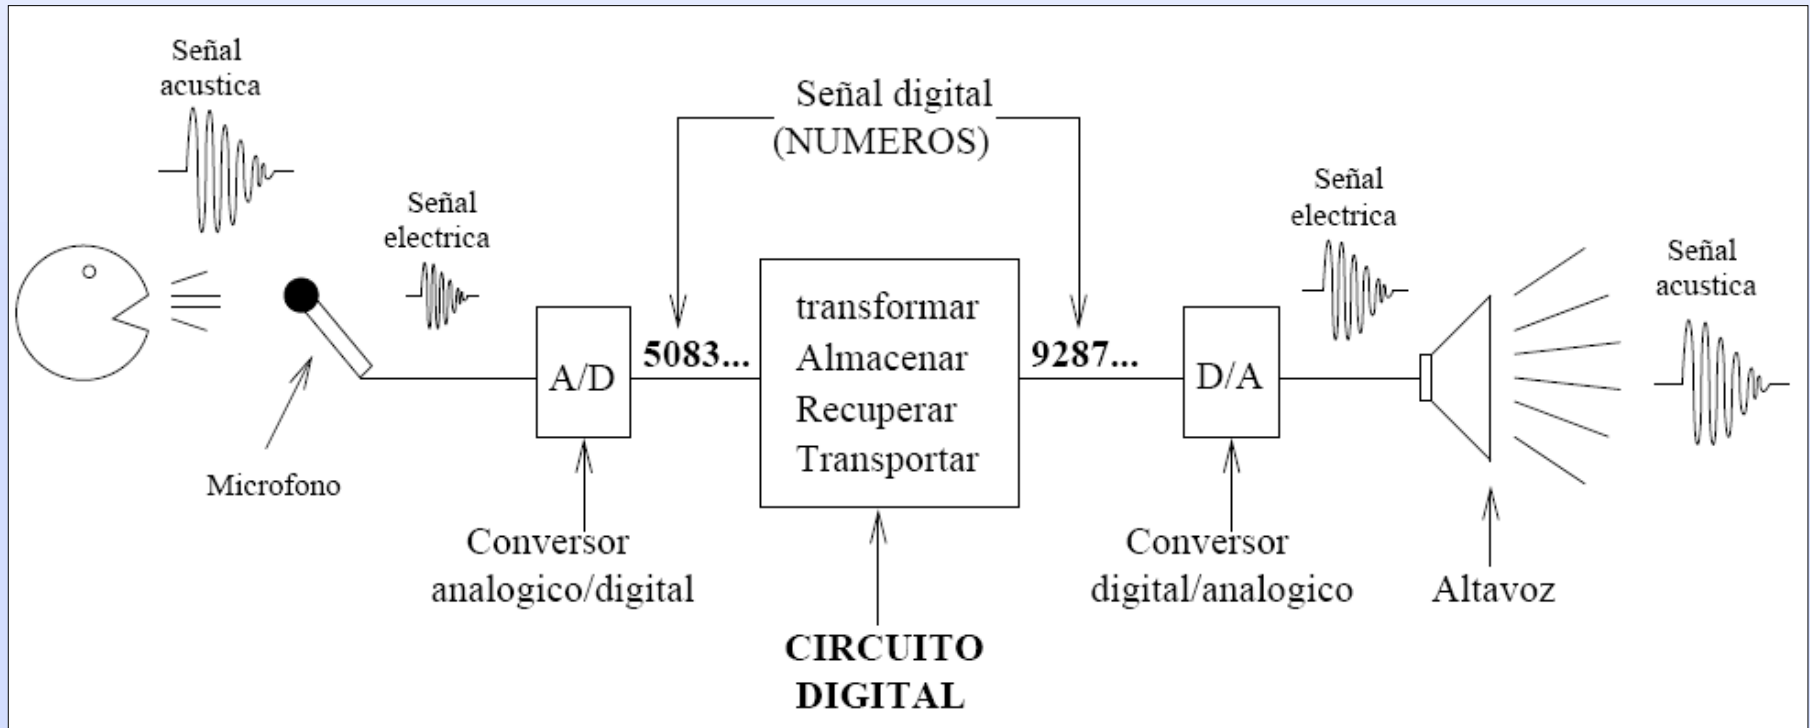 Señal
acustica
Señal
electrica
Microfono
A/D
Conversor
analogico/digital
Señal digital
(NUMEROS)
5083...
transformar
Almacenar
Recuperar
Transportar
CIRCUITO
DIGITAL
9287...
D/A
Conversor
digital/analogico
Señal
electrica
Altavoz
Señal
acustica